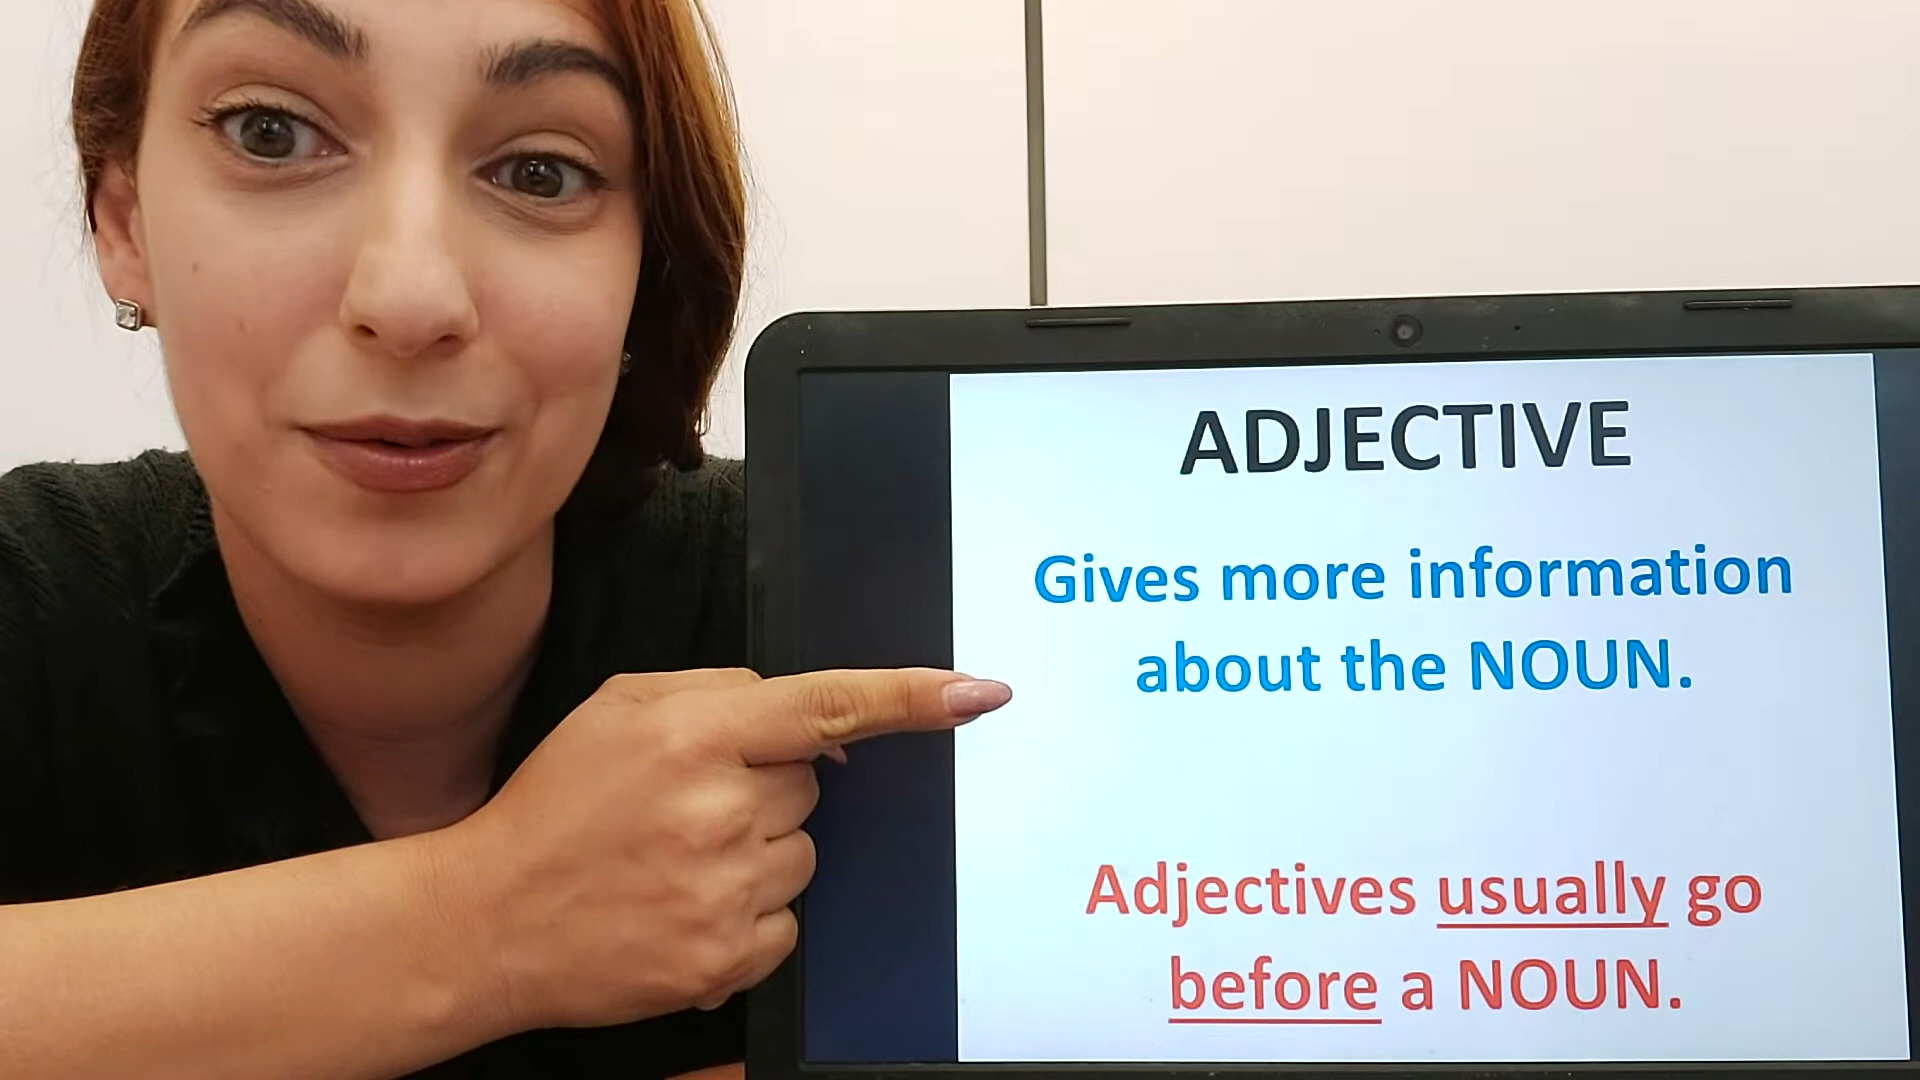 ADJECTIVE
Gives more information
about the NOUN.
Adjectives usually go
before a NOUN.